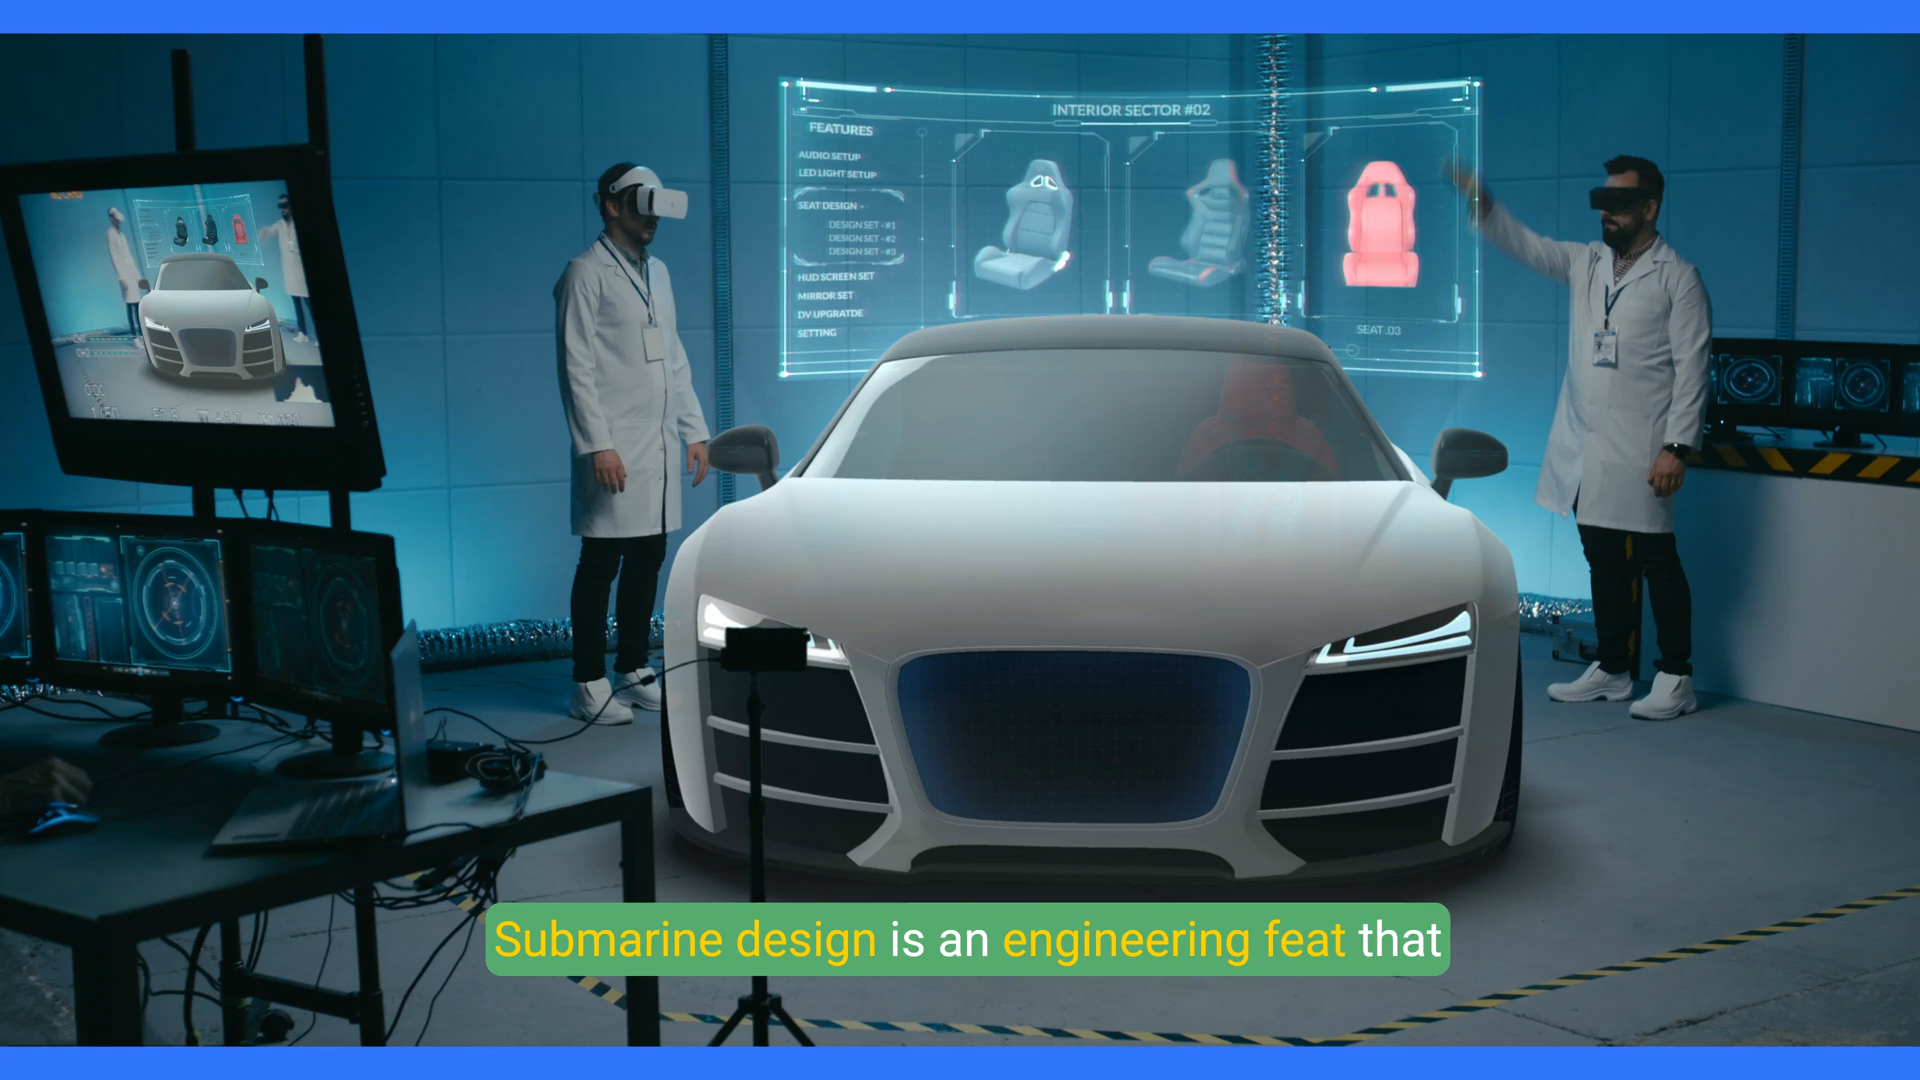 INTERIOR SECTOR #02
FEATURES
AUDIO SETUP
LED LIGHT SETUP
SEAT DESIGN -
DESIGN SET - #1
DESIGN SET - #2
DESIGN SET - #3
HUD SCREEN SET
MIRROR SET
DV UPGRATDE
SETTING
SEAT .03
Submarine design is an engineering feat that